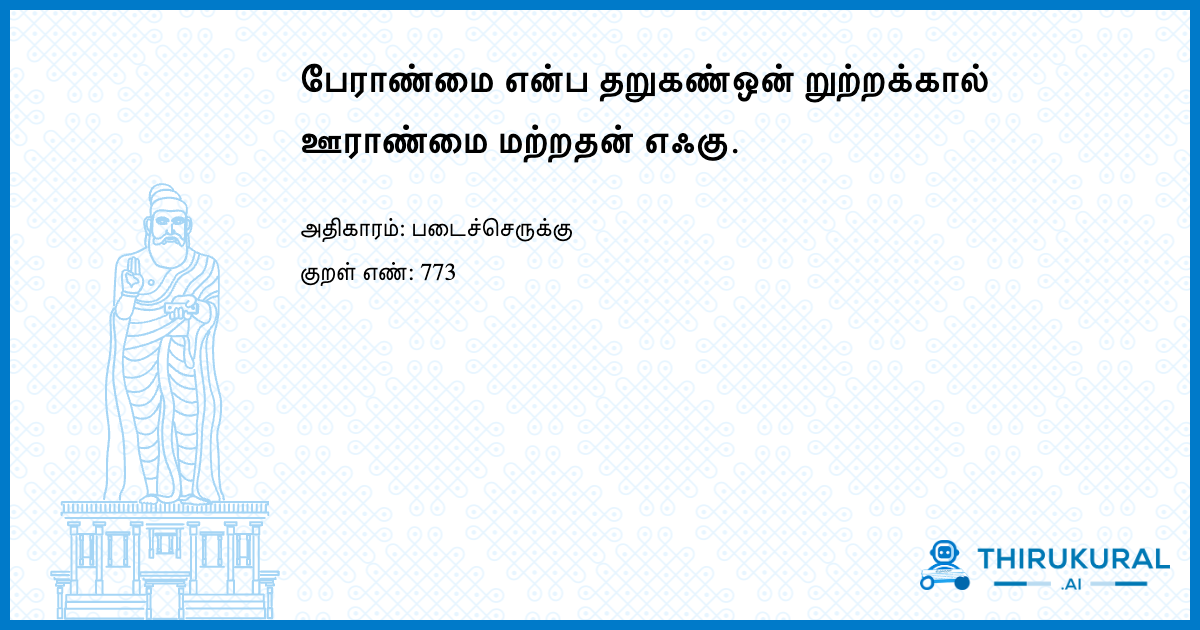 பேராண்மை என்ப தறுகண்ஒன் றுற்றக்கால்
ஊராண்மை மற்றதன் எஃகு.
அதிகாரம்: படைச்செருக்கு
குறள் எண்: 773
THIRUKURAL
.AI